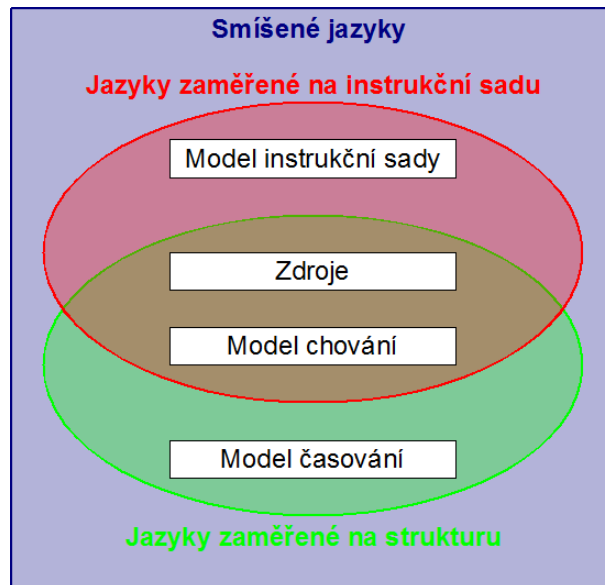 Smíšené jazyky
Jazyky zaměřené na instrukční sadu
Model instrukční sady
Zdroje
Model chování
Model časování
Jazyky zaměřené na strukturu